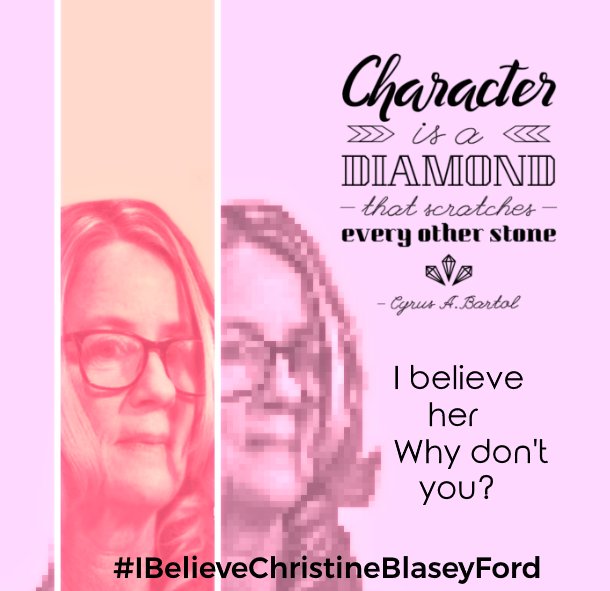 Character
is a
DIAMOND
- that scratches -
every other stone
- Cyrus A. Bartol
I believe
her
Why don't
you?
#IBelieveChristineBlaseyFord